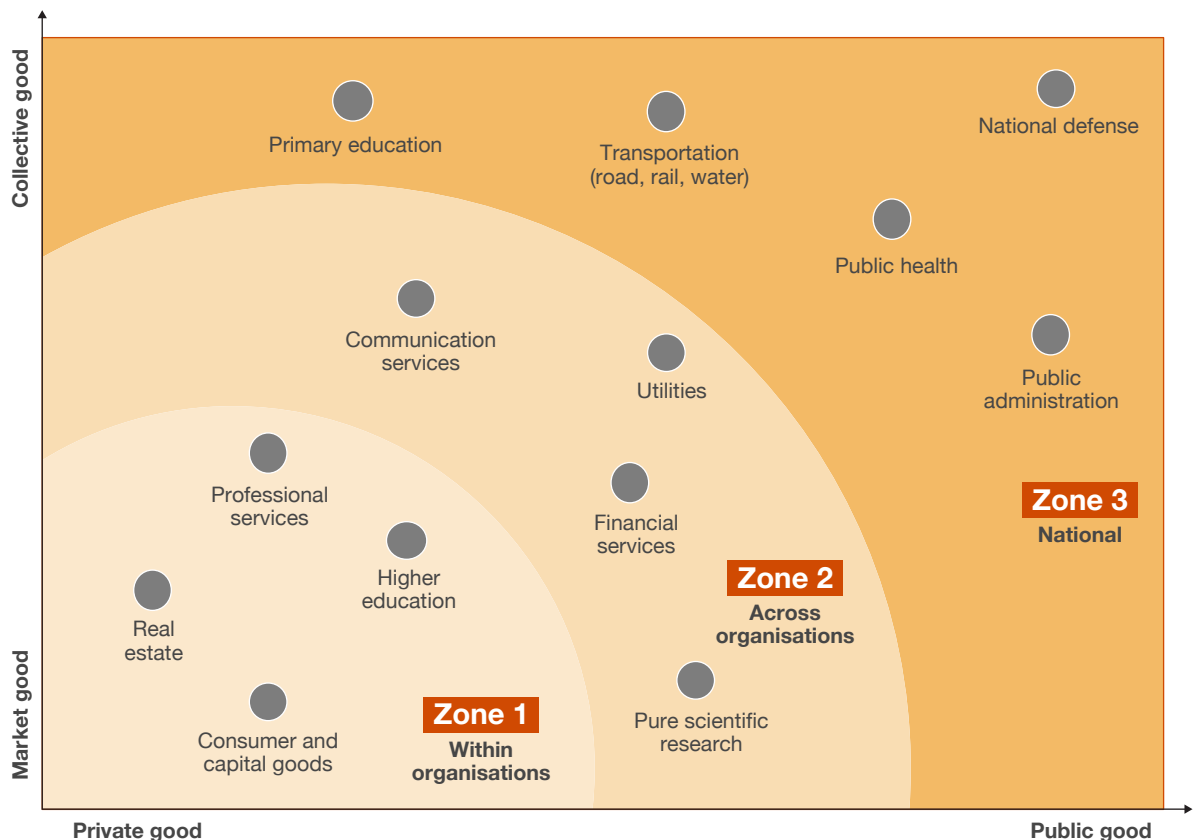 Collective good
Market good
Primary education
Transportation
(road, rail, water)
National defense
Public health
Communication
services
Utilities
Public
administration
Professional
services
Financial
services
Zone 3
National
Higher
education
Zone 2
Across
organisations
Real
estate
Consumer and
capital goods
Zone 1
Within
organisations
Pure scientific
research
Private good
Public good